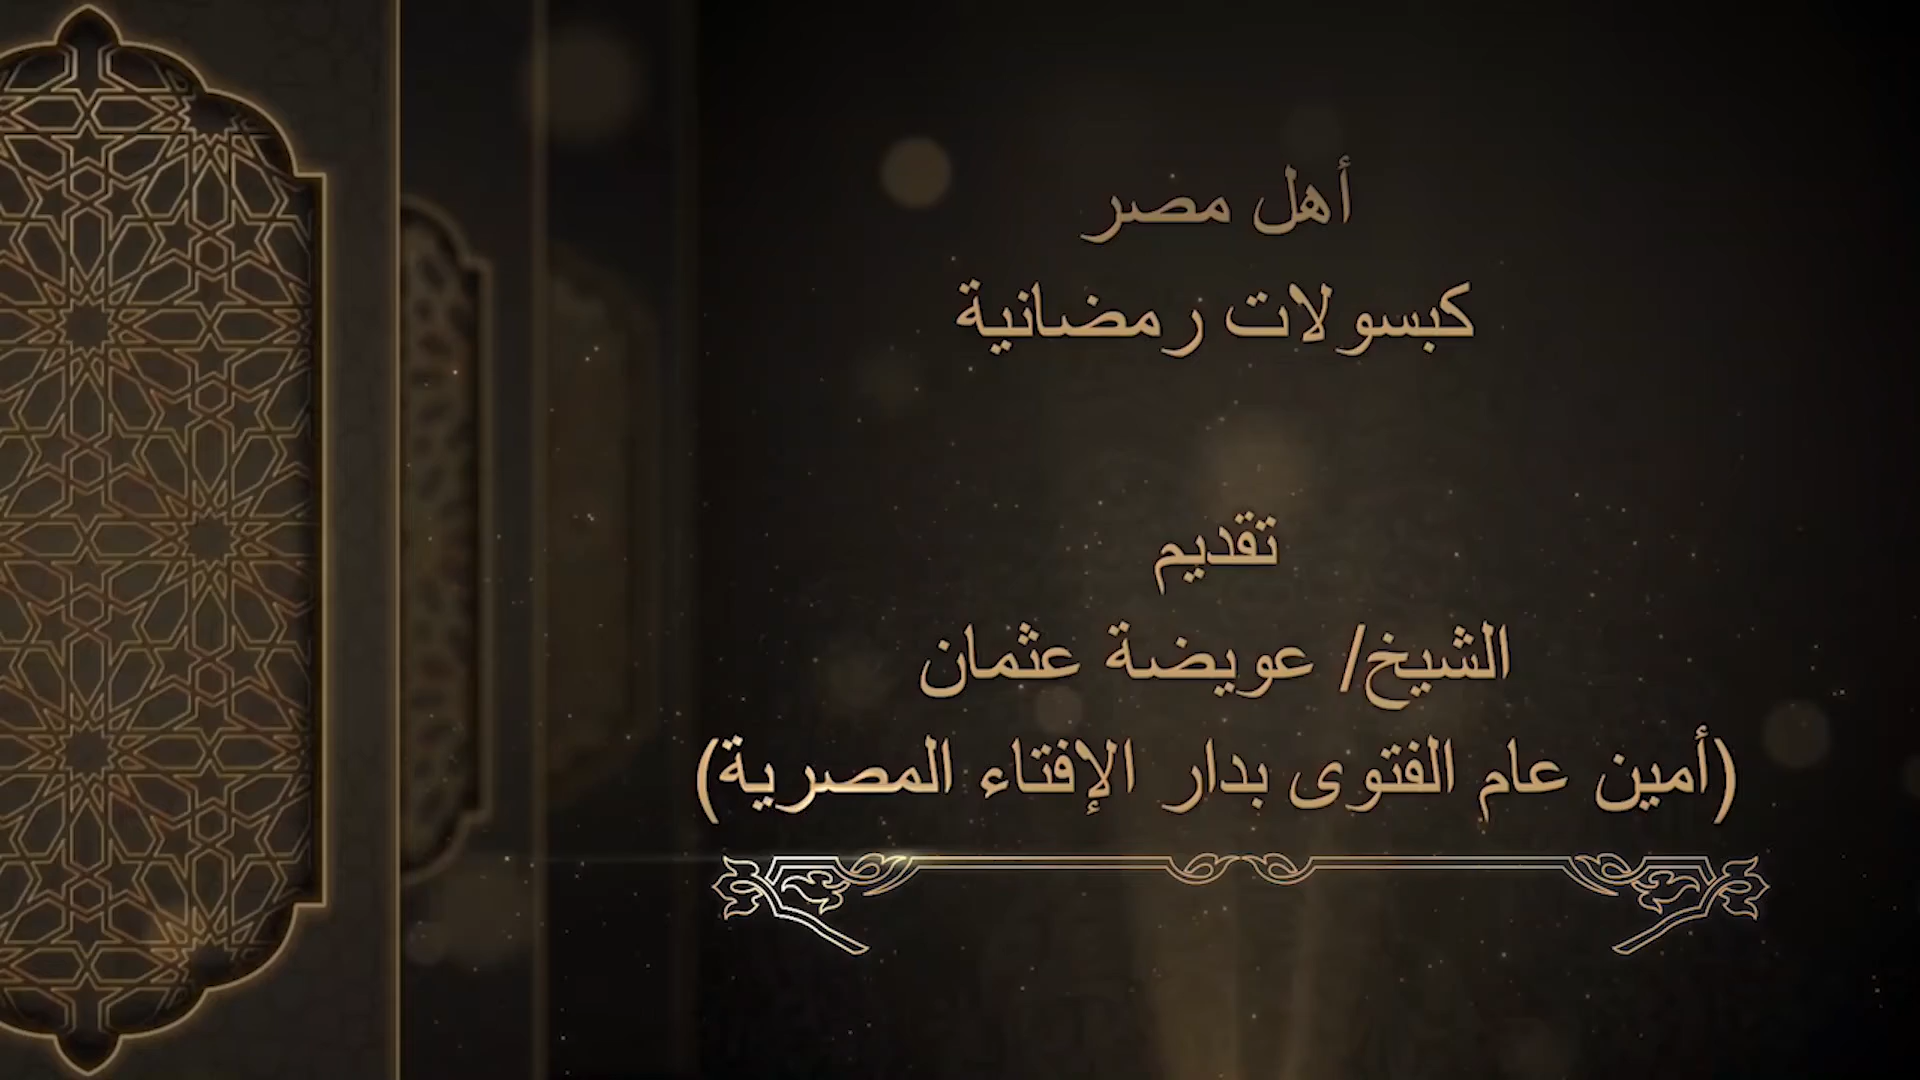 أهل مصر
كبسولات رمضانية
تقديم
الشيخ/ عويضة عثمان
(أمين عام الفتوى بدار الإفتاء المصرية)